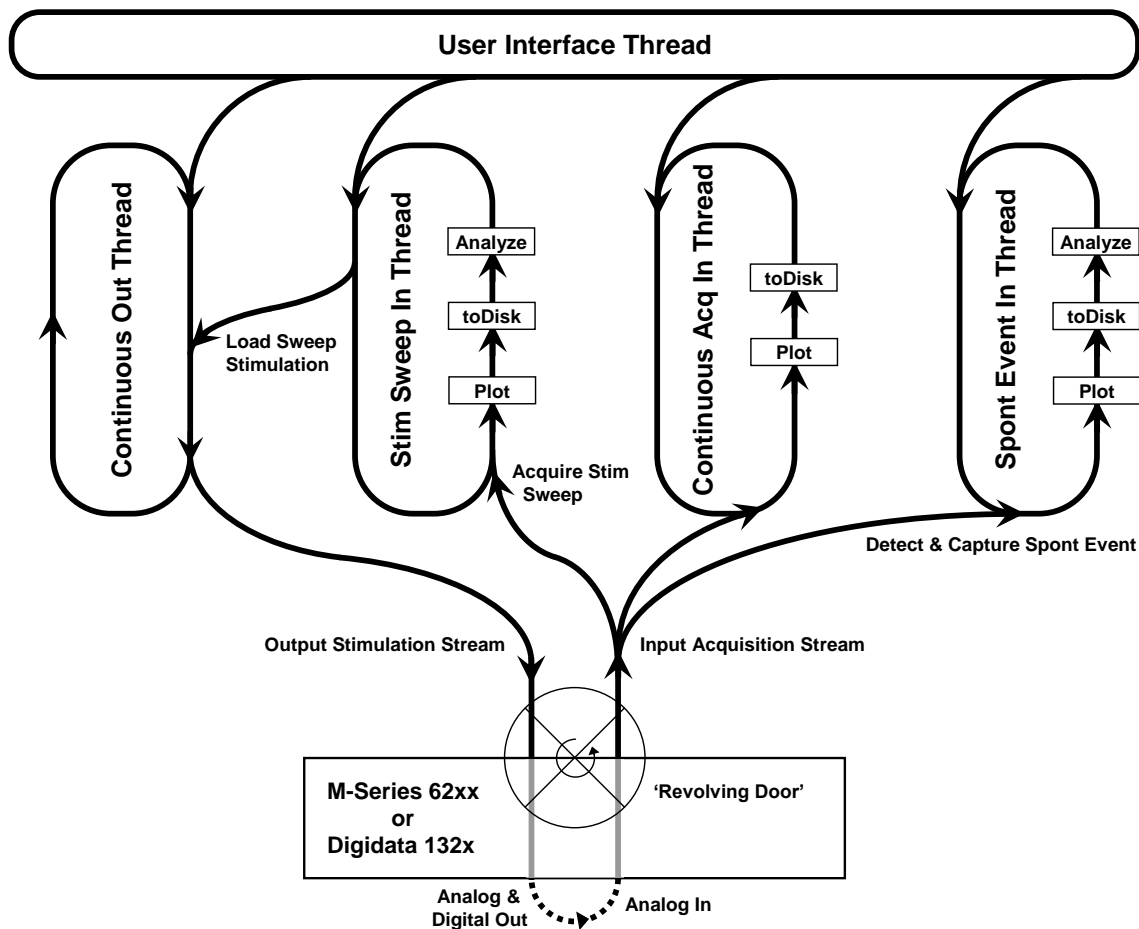 User Interface Thread
Continuous Out Thread
Stim Sweep In Thread
Continuous Acq In Thread
Spont Event In Thread
Analyze
toDisk
Plot
toDisk
Plot
Analyze
toDisk
Plot
Load Sweep
Stimulation
Acquire Stim
Sweep
Detect & Capture Spont Event
Output Stimulation Stream
Input Acquisition Stream
M-Series 62xx
or
Digidata 132x
‘Revolving Door’
Analog &
Digital Out
Analog In